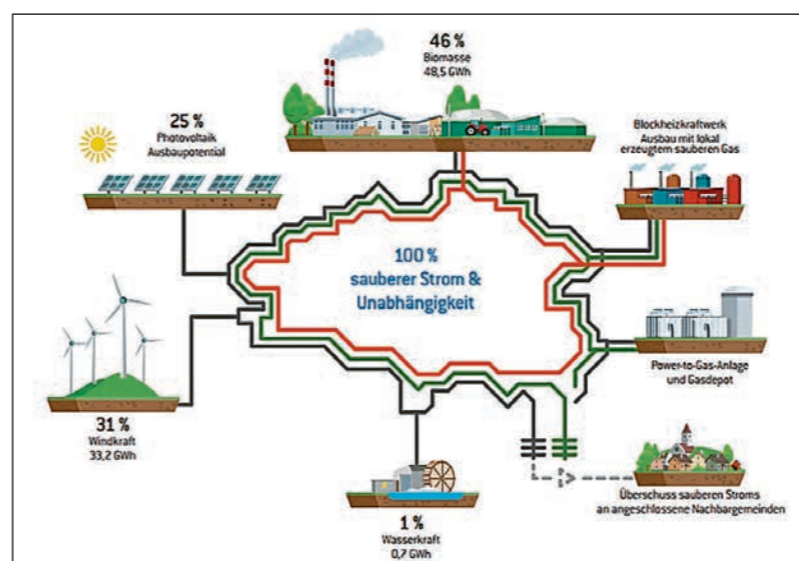 46 %
Biomasse
48,5 GWh
25 %
Photovoltaik
Ausbaupotential
Blockheizkraftwerk
Ausbau mit lokal
erzeugtem sauberen Gas
100 %
sauberer Strom &
Unabhängigkeit
Power-to-Gas-Anlage
und Gasdepot
31 %
Windkraft
33,2 GWh
1 %
Wasserkraft
0,7 GWh
Überschuss sauberen Stroms
an angeschlossene Nachbargemeinden